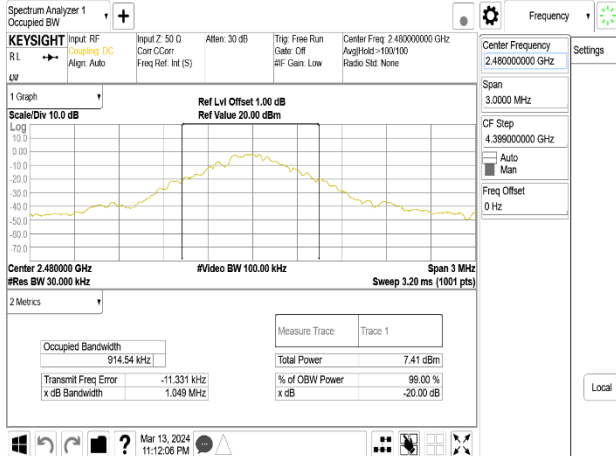 Spectrum Analyzer 1
Occupied BW
+
Frequency
KEYSIGHT
RL
Input: RF
Coupling: DC
Align: Auto
Input Z: 50 Ω
Corr CCorr
Freq Ref: Int (S)
Atten: 30 dB
Trig: Free Run
Gate: Off
#IF Gain: Low
Center Freq: 2.480000000 GHz
Avg|Hold:>100/100
Radio Std: None
Center Frequency
2.480000000 GHz
Settings
Span
3.0000 MHz
CF Step
4.399000000 GHz
Auto
Man
Freq Offset
0 Hz
Local
1 Graph
Scale/Div 10.0 dB
Ref Lvl Offset 1.00 dB
Ref Value 20.00 dBm
Log
10.0
0.00
-10.0
-20.0
-30.0
-40.0
-50.0
-60.0
-70.0
Center 2.480000 GHz
#Res BW 30.000 kHz
#Video BW 100.00 kHz
Span 3 MHz
Sweep 3.20 ms (1001 pts)
2 Metrics
Measure Trace
Trace 1
Occupied Bandwidth
914.54 kHz
Total Power
7.41 dBm
Transmit Freq Error
-11.331 kHz
% of OBW Power
99.00 %
x dB Bandwidth
1.049 MHz
x dB
-20.00 dB
?
Mar 13, 2024
11:12:06 PM